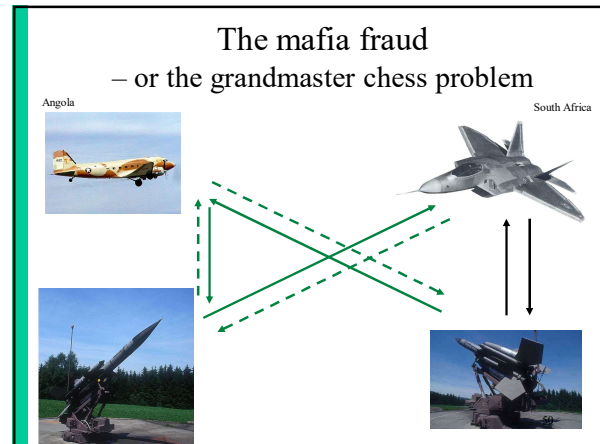 The mafia fraud
– or the grandmaster chess problem
Angola
South Africa